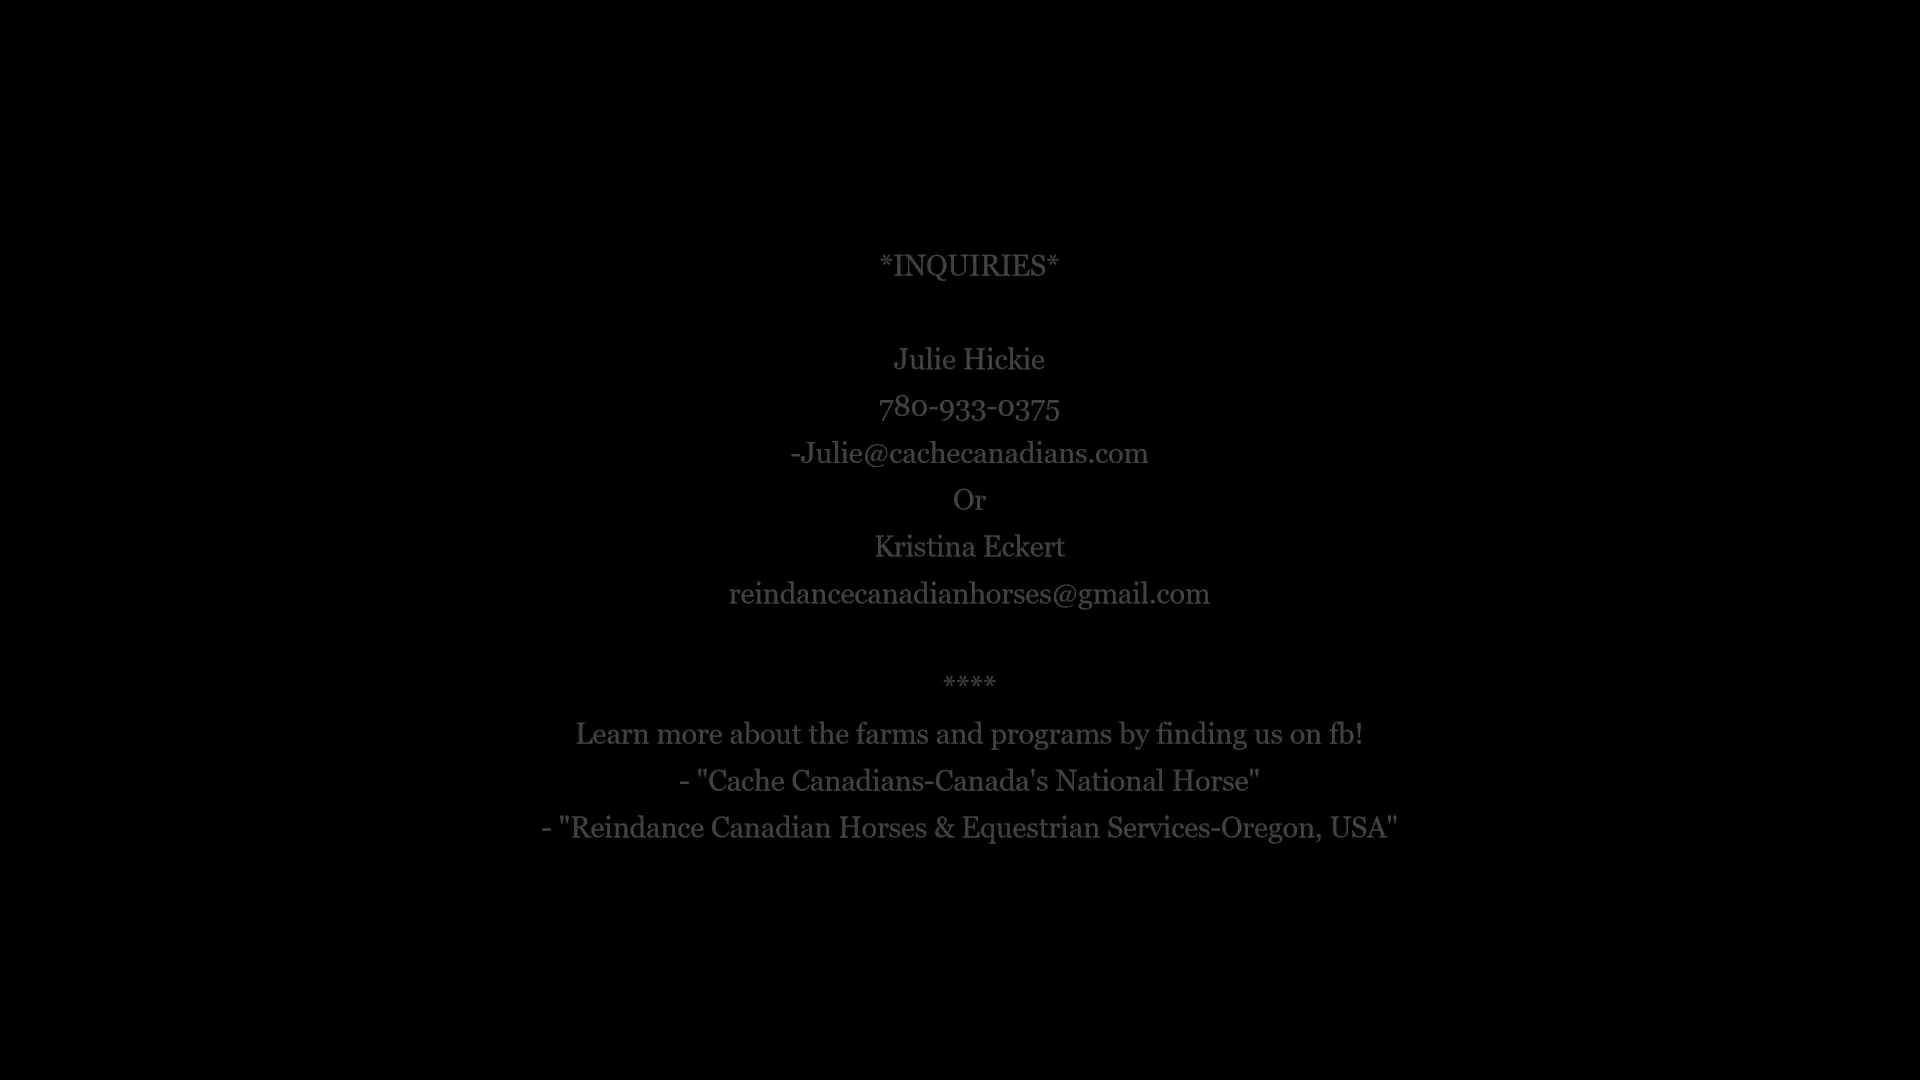 *INQUIRIES*
Julie Hickie
780-933-0375
-Julie@cachecanadians.com
Or
Kristina Eckert
reindancecanadianhorses@gmail.com
****
Learn more about the farms and programs by finding us on fb!
- "Cache Canadians-Canada's National Horse"
- "Reindance Canadian Horses & Equestrian Services-Oregon, USA"